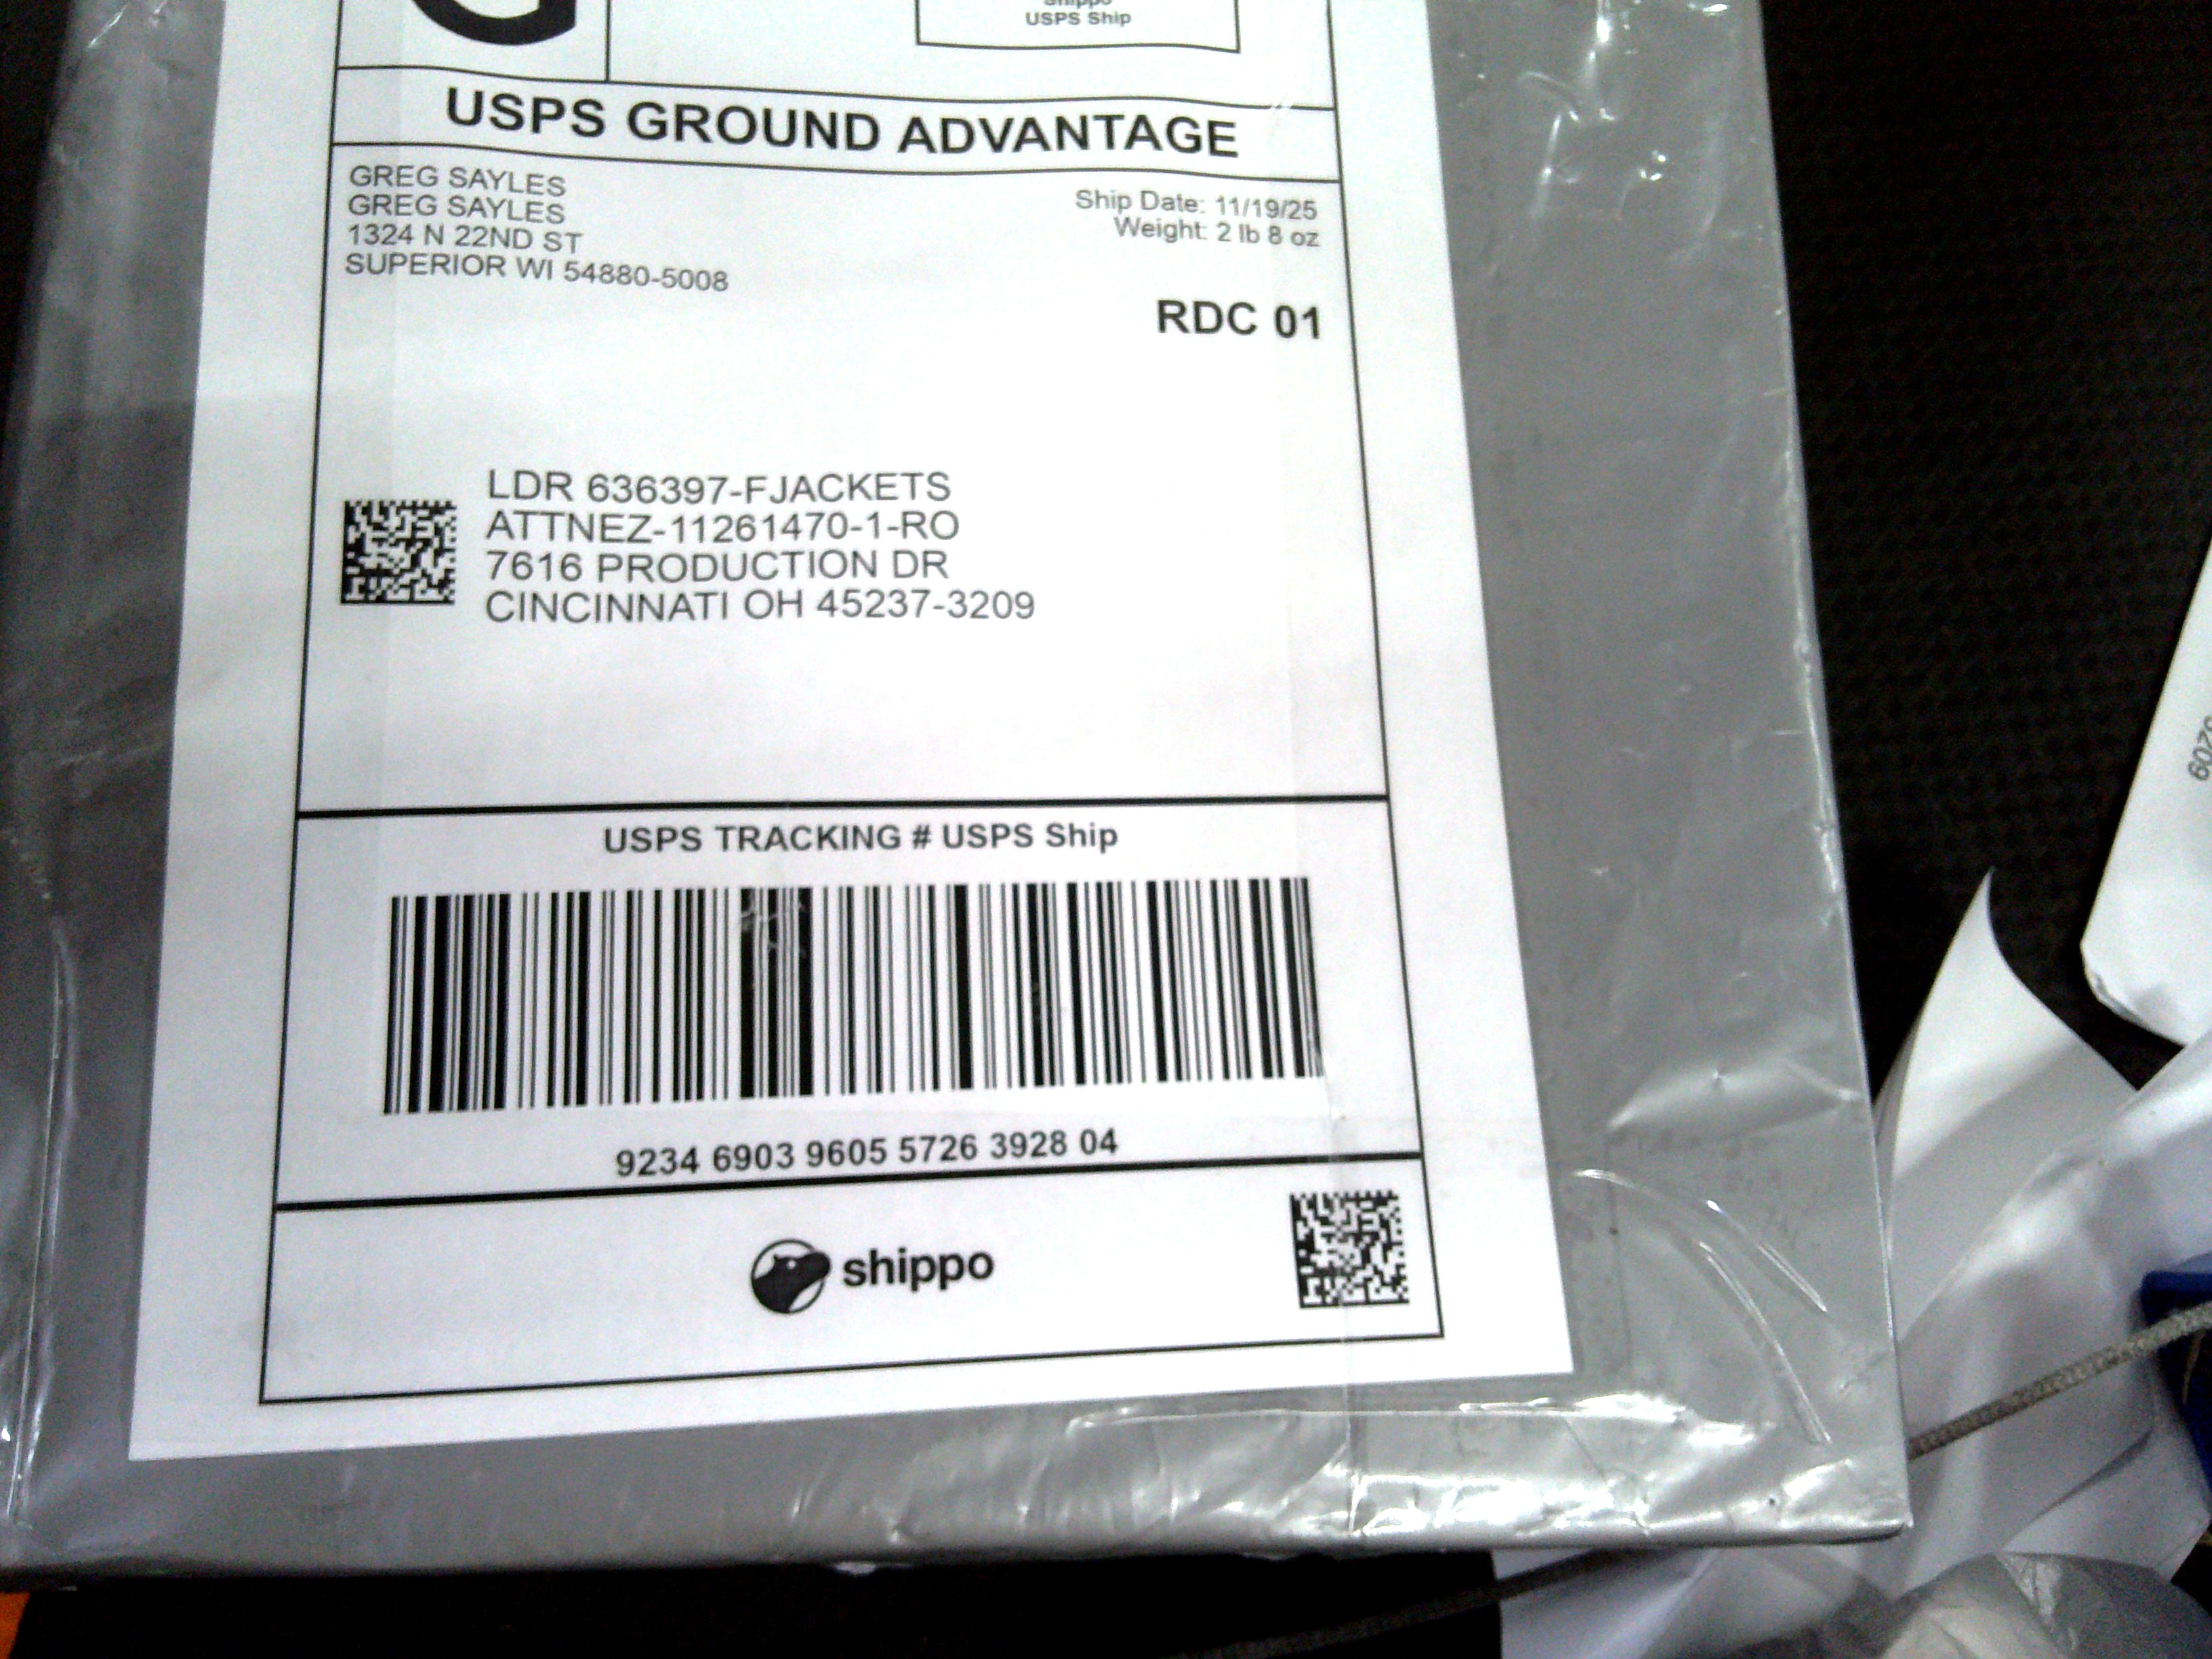 G
Shippo
USPS Ship
USPS GROUND ADVANTAGE
GREG SAYLES
GREG SAYLES
1324 N 22ND ST
SUPERIOR WI 54880-5008
Ship Date: 11/19/25
Weight: 2 lb 8 oz
RDC 01
LDR 636397-FJACKETS
ATTNEZ-11261470-1-RO
7616 PRODUCTION DR
CINCINNATI OH 45237-3209
USPS TRACKING # USPS Ship
9234 6903 9605 5726 3928 04
shippo